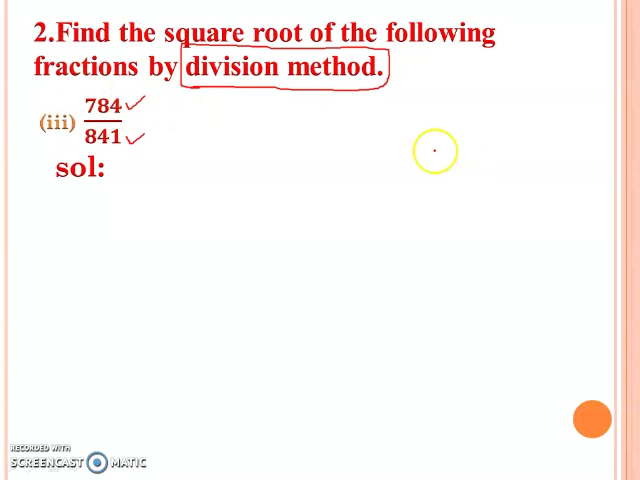 2.Find the square root of the following
fractions by division method.
(iii) 784
841
sol:
RECORDED WITH
SCREENCAST MATIC